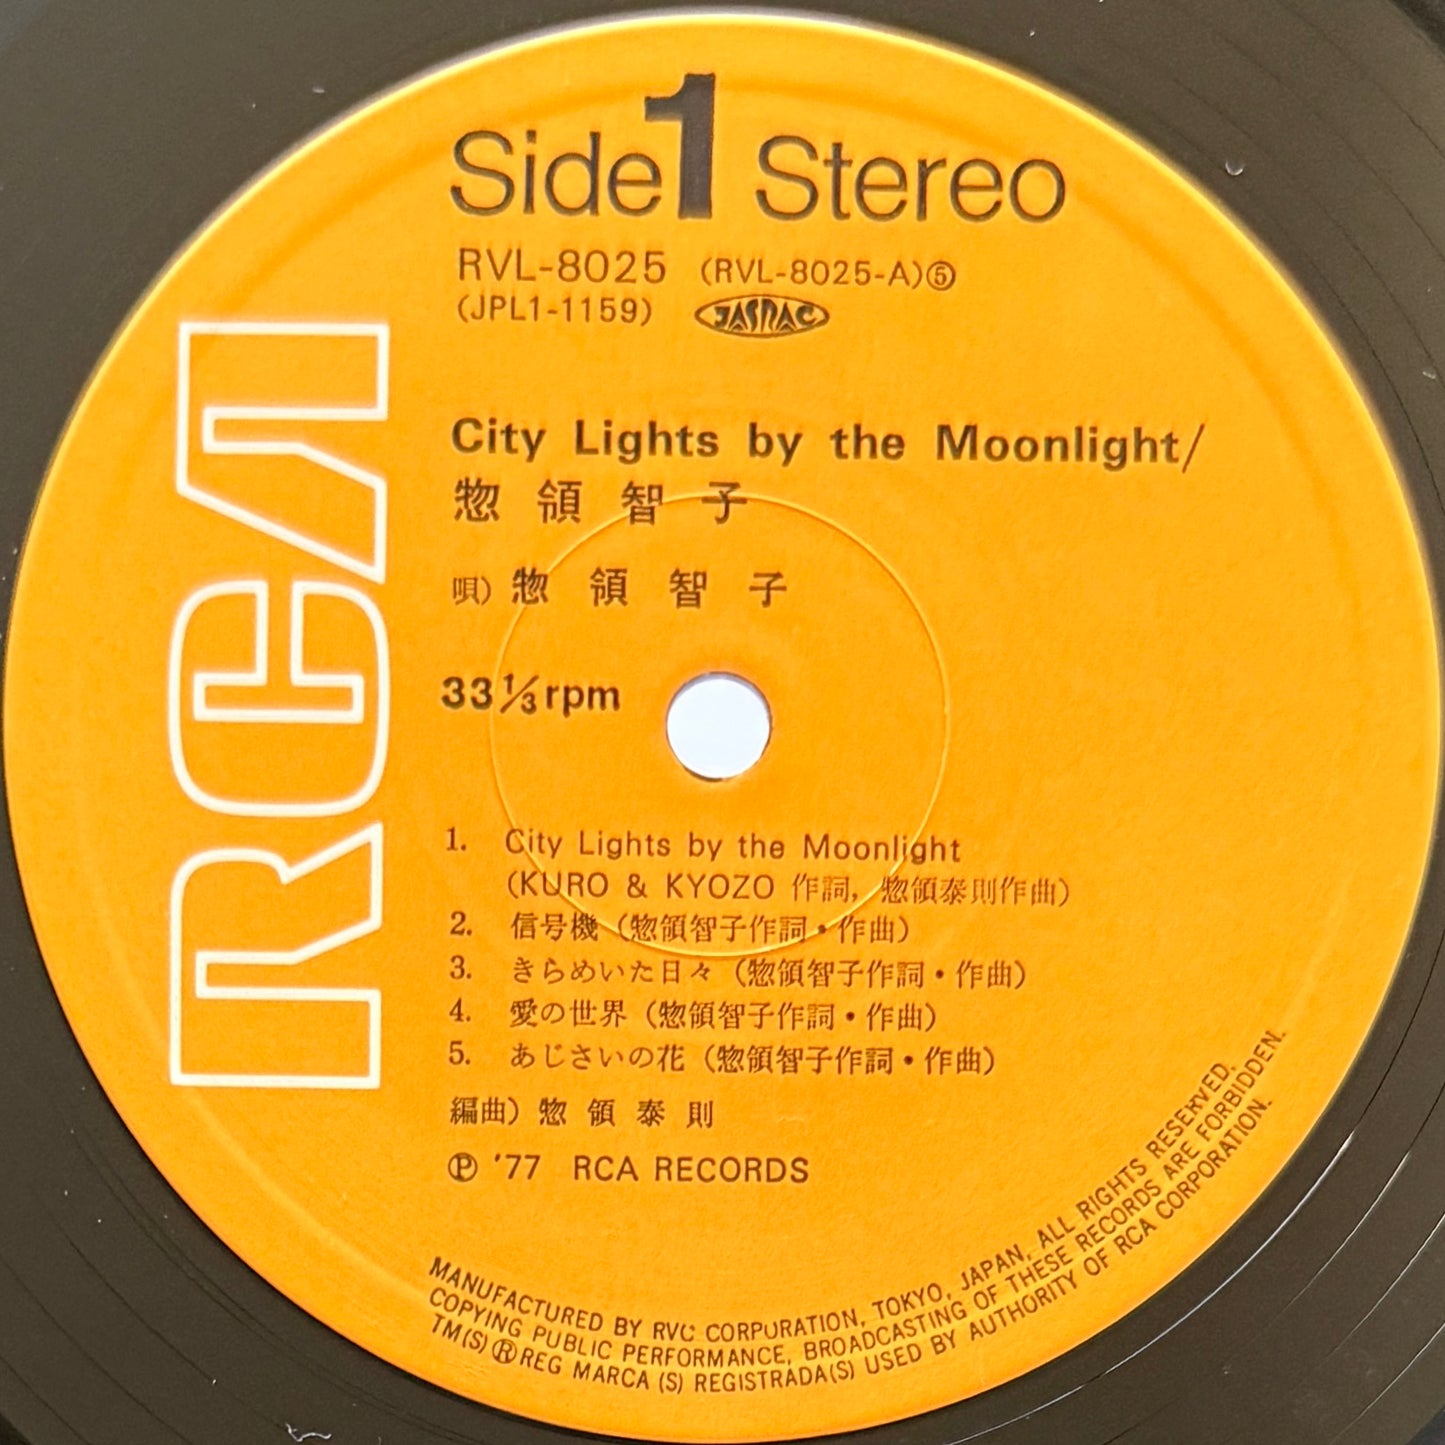 Side 1 Stereo
RVL-8025 (RVL-8025-A)⑤
(JPL1-1159) JASRAC
RCA
City Lights by the Moonlight/
惣領智子
唄) 惣領智子
33 1/3 rpm
1. City Lights by the Moonlight
(KURO & KYOZO 作詞, 惣領泰則作曲)
2. 信号機 (惣領智子作詞・作曲)
3. きらめいた日々 (惣領智子作詞・作曲)
4. 愛の世界 (惣領智子作詞・作曲)
5. あじさいの花 (惣領智子作詞・作曲)
編曲) 惣領泰則
Ⓟ '77 RCA RECORDS
MANUFACTURED BY RVC CORPORATION, TOKYO, JAPAN, ALL RIGHTS RESERVED.
COPYING PUBLIC PERFORMANCE, BROADCASTING OF THESE RECORDS ARE FORBIDDEN.
TM(S) ® REG MARCA (S) REGISTRADA(S) USED BY AUTHORITY OF RCA CORPORATION.